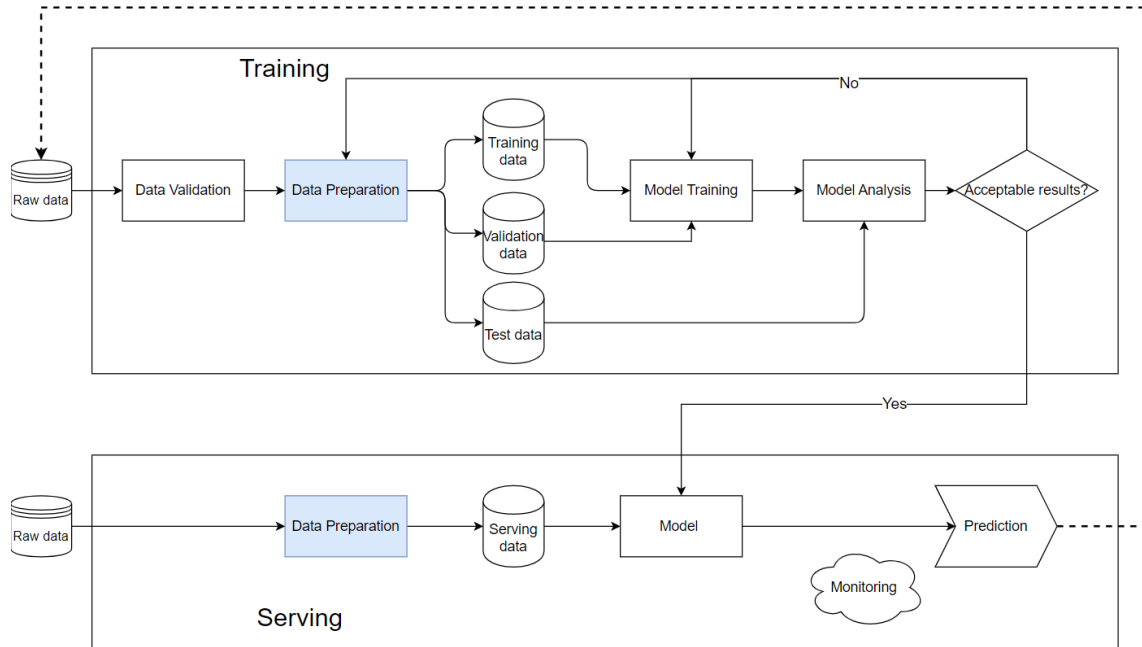 Training
No
Raw data
Data Validation
Data Preparation
Training
data
Validation
data
Test data
Model Training
Model Analysis
Acceptable results?
Yes
Raw data
Data Preparation
Serving
data
Model
Prediction
Monitoring
Serving